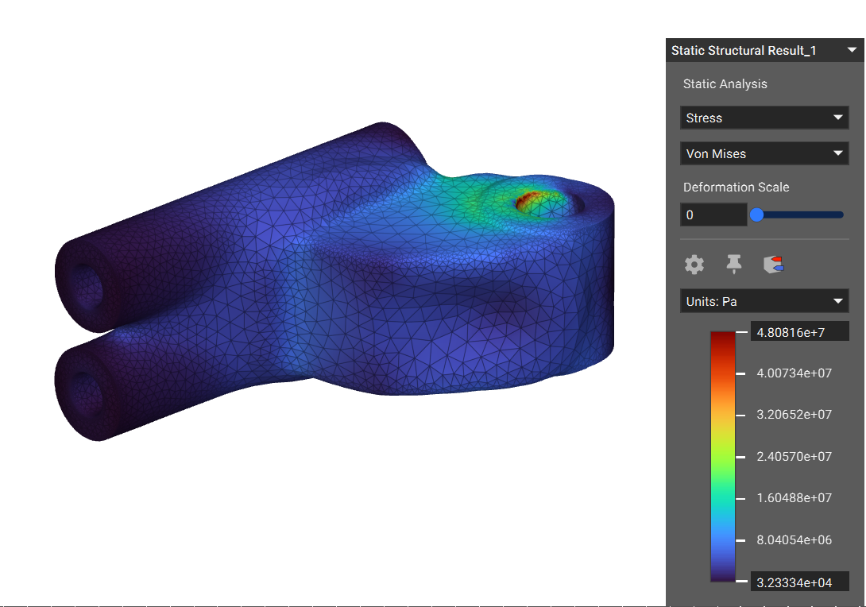 Static Structural Result_1
Static Analysis
Stress
Von Mises
Deformation Scale
0
Units: Pa
4.80816e+7
4.00734e+07
3.20652e+07
2.40570e+07
1.60488e+07
8.04054e+06
3.23334e+04